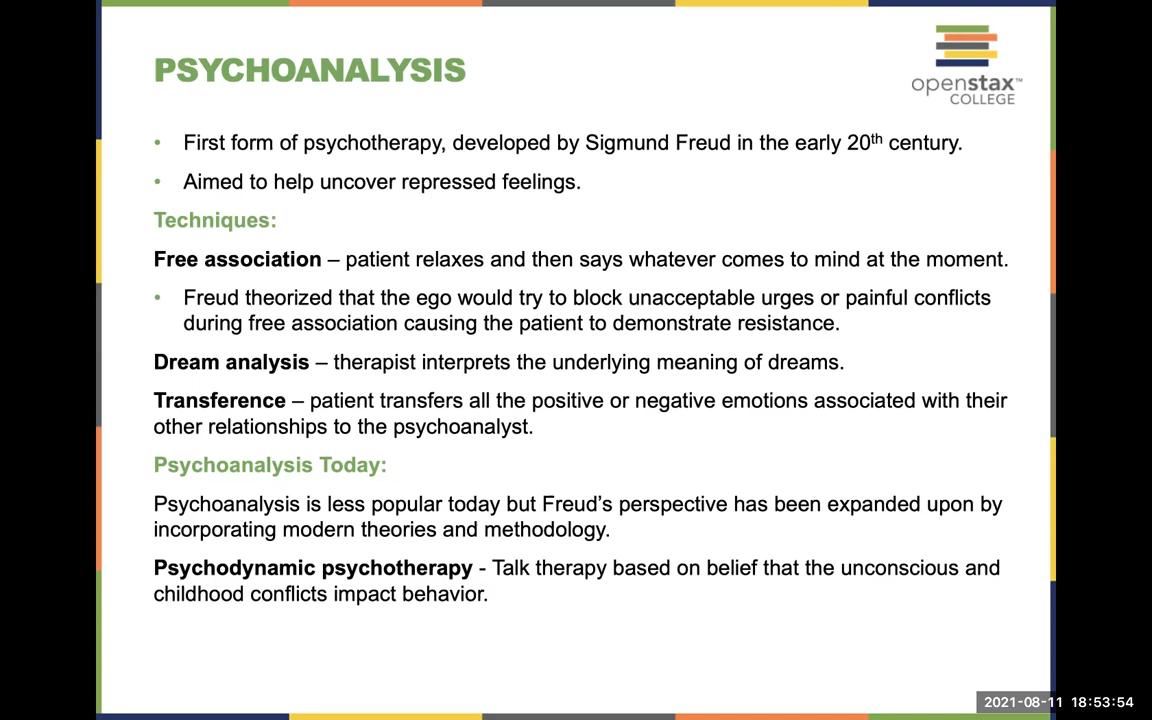 PSYCHOANALYSIS
openstax™
COLLEGE
• First form of psychotherapy, developed by Sigmund Freud in the early 20th century.
• Aimed to help uncover repressed feelings.
Techniques:
Free association – patient relaxes and then says whatever comes to mind at the moment.
• Freud theorized that the ego would try to block unacceptable urges or painful conflicts
during free association causing the patient to demonstrate resistance.
Dream analysis – therapist interprets the underlying meaning of dreams.
Transference – patient transfers all the positive or negative emotions associated with their
other relationships to the psychoanalyst.
Psychoanalysis Today:
Psychoanalysis is less popular today but Freud’s perspective has been expanded upon by
incorporating modern theories and methodology.
Psychodynamic psychotherapy - Talk therapy based on belief that the unconscious and
childhood conflicts impact behavior.
2021-08-11 18:53:54